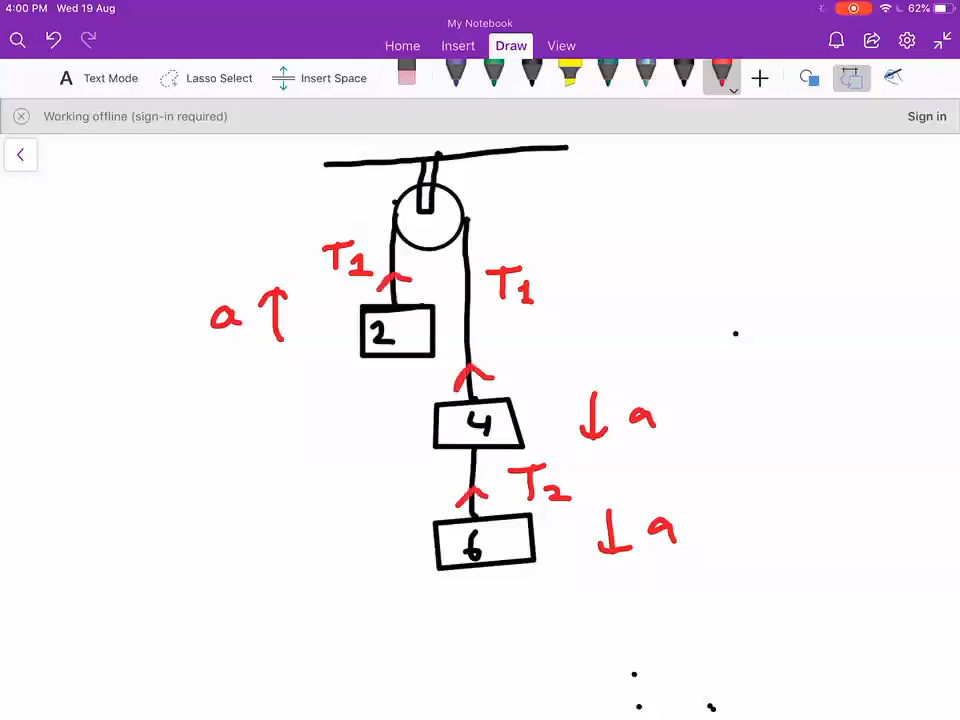 4:00 PM Wed 19 Aug
62%
My Notebook
Home Insert Draw View
A Text Mode Lasso Select Insert Space
Working offline (sign-in required) Sign in
T1
T1
a
2
4
a
T2
a
6